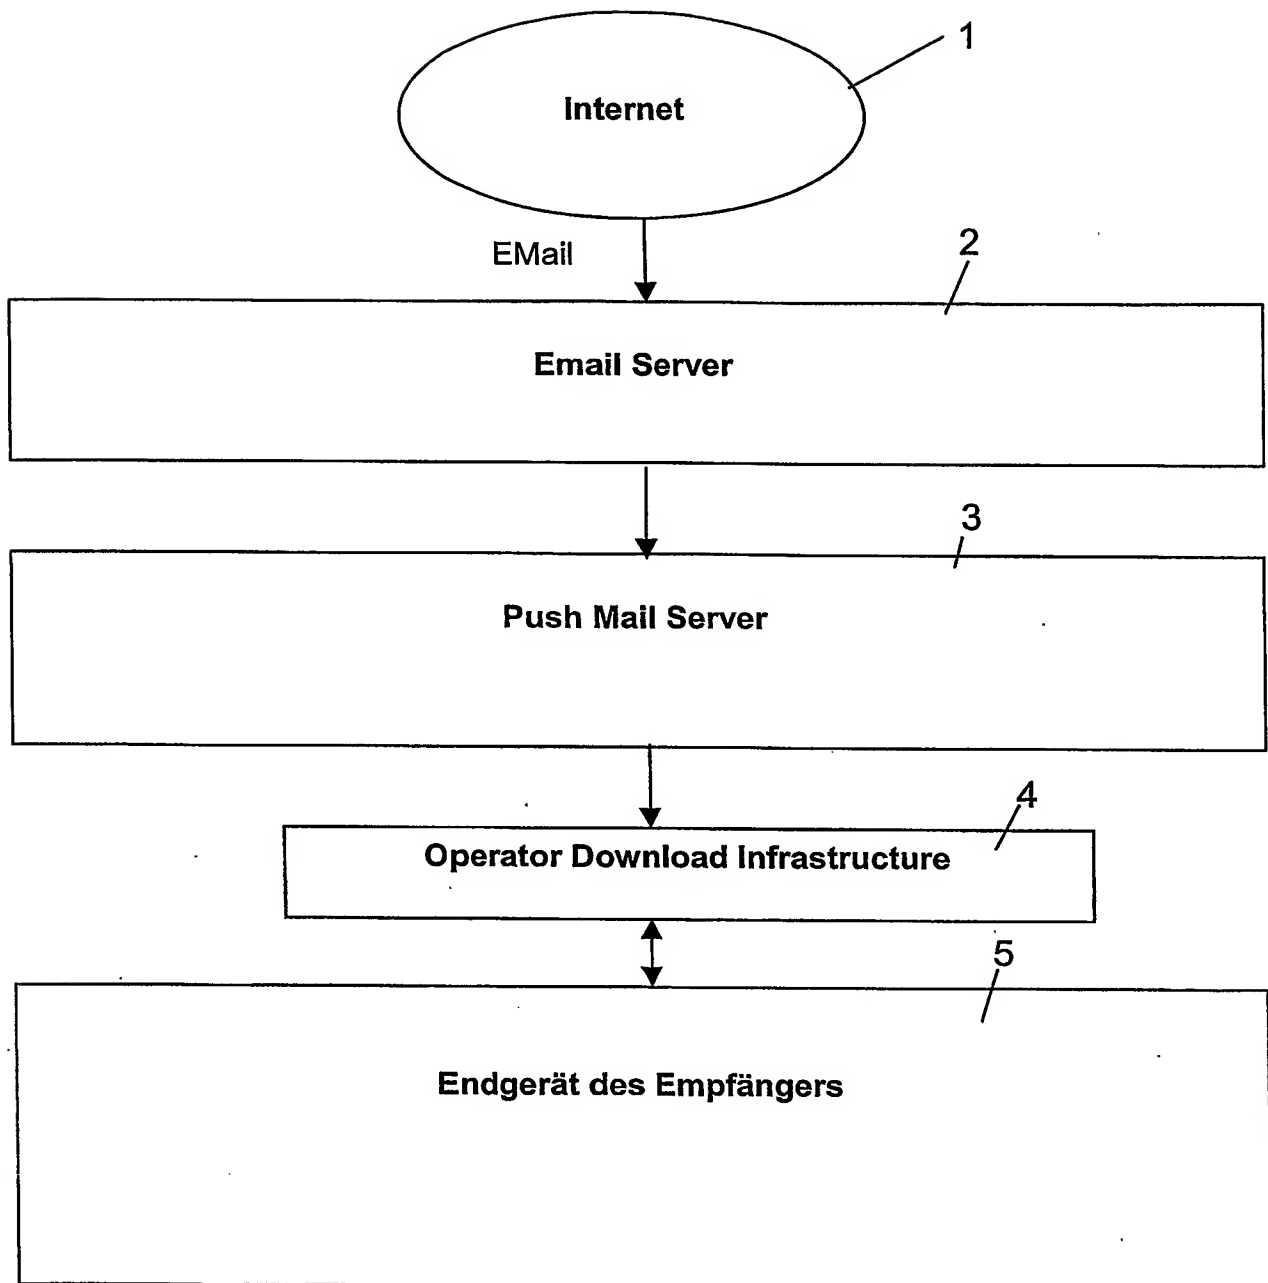 1
Internet
EMail
2
Email Server
3
Push Mail Server
4
Operator Download Infrastructure
5
Endgerät des Empfängers